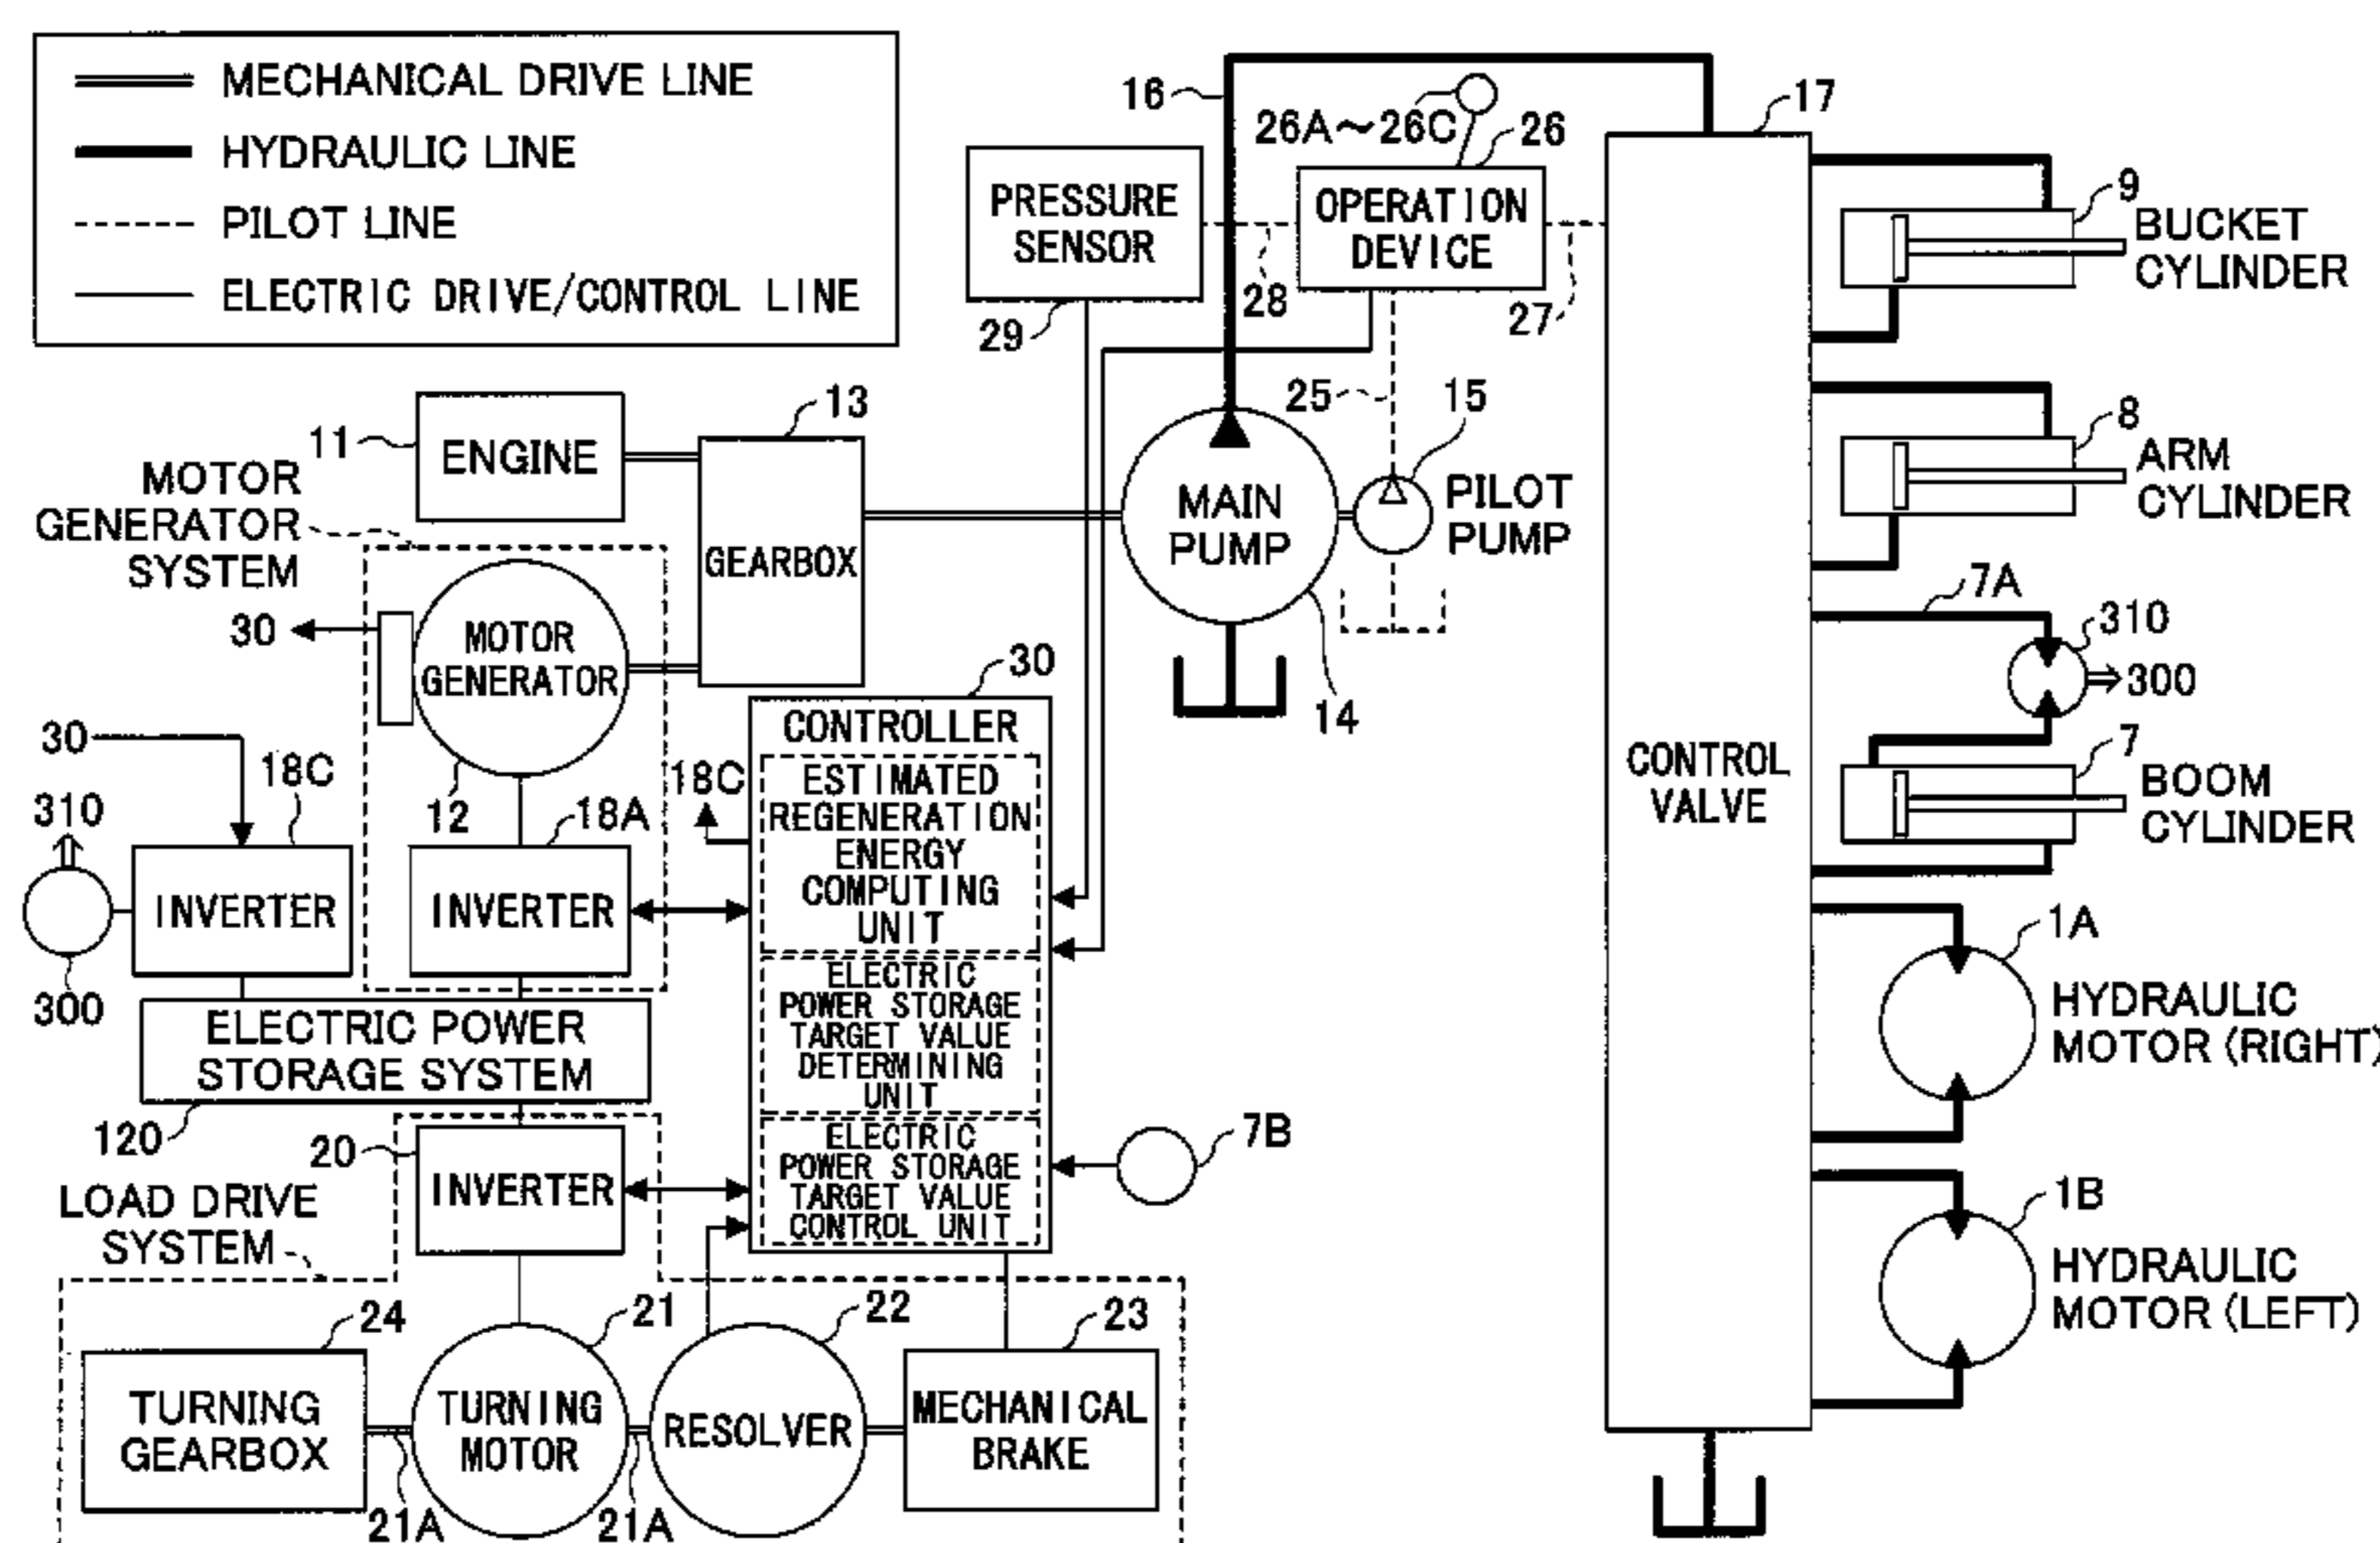 MECHANICAL DRIVE LINE
HYDRAULIC LINE
PILOT LINE
ELECTRIC DRIVE/CONTROL LINE
16
26A～26C
26
17
PRESSURE
SENSOR
29
28
OPERATION
DEVICE
27
9
BUCKET
CYLINDER
11
ENGINE
13
GEARBOX
25
15
MAIN
PUMP
14
PILOT
PUMP
8
ARM
CYLINDER
MOTOR
GENERATOR
SYSTEM
30
MOTOR
GENERATOR
12
7A
310
300
30
18C
310
INVERTER
300
18A
INVERTER
18C
30
CONTROLLER
ESTIMATED
REGENERATION
ENERGY
COMPUTING
UNIT
ELECTRIC
POWER STORAGE
TARGET VALUE
DETERMINING
UNIT
ELECTRIC
POWER STORAGE
TARGET VALUE
CONTROL UNIT
CONTROL
VALVE
7
BOOM
CYLINDER
1A
HYDRAULIC
MOTOR (RIGHT)
ELECTRIC POWER
STORAGE SYSTEM
120
20
INVERTER
7B
1B
HYDRAULIC
MOTOR (LEFT)
LOAD DRIVE
SYSTEM
24
TURNING
GEARBOX
21A
21
TURNING
MOTOR
21A
22
RESOLVER
23
MECHANICAL
BRAKE